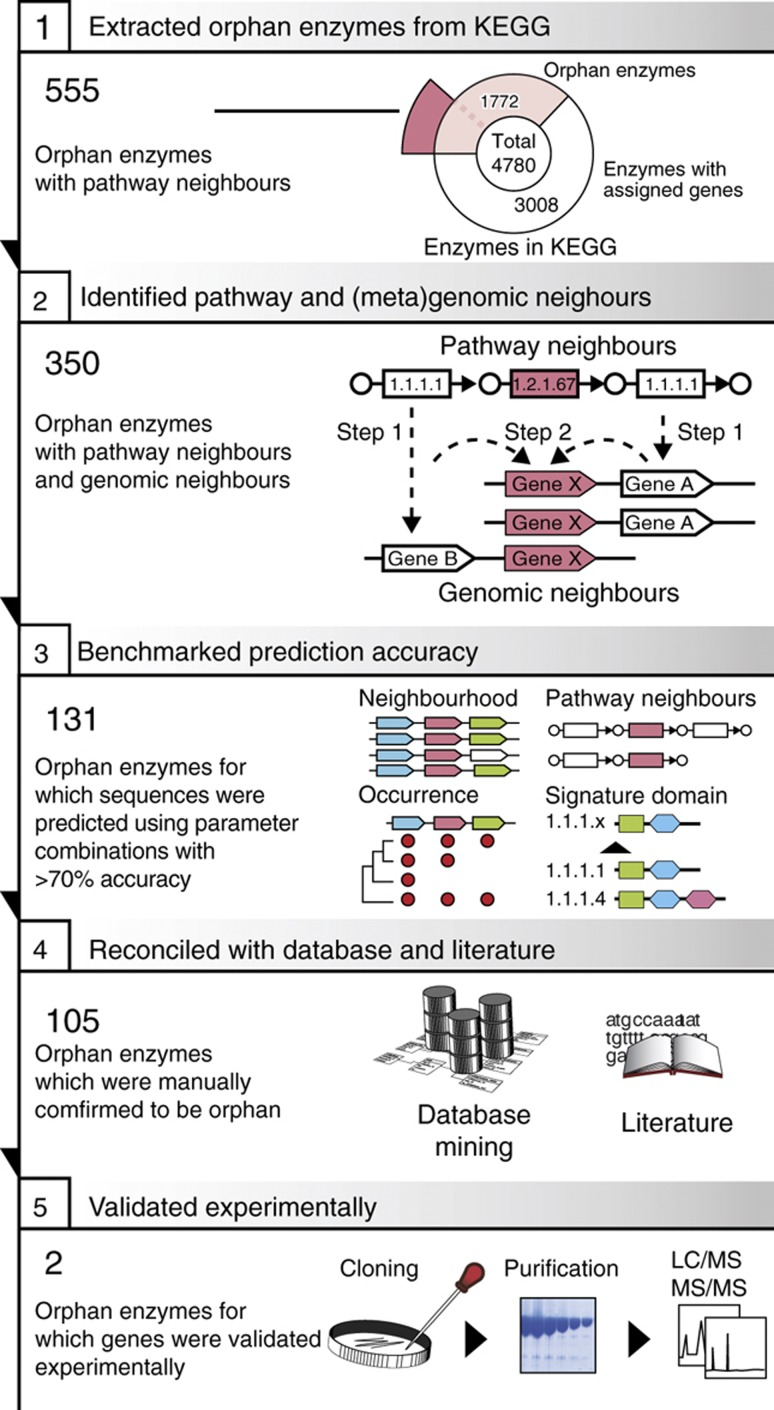 1 Extracted orphan enzymes from KEGG
555
Orphan enzymes
with pathway neighbours
Orphan enzymes
1772
Total
4780
Enzymes with
assigned genes
3008
Enzymes in KEGG
2 Identified pathway and (meta)genomic neighours
350
Orphan enzymes
with pathway neighbours
and genomic neighbours
Pathway neighbours
1.1.1.1 1.2.1.67 1.1.1.1
Step 1 Step 2 Step 1
Gene X Gene A
Gene X Gene A
Gene B Gene X
Genomic neighbours
3 Benchmarked prediction accuracy
131
Orphan enzymes for
which sequences were
predicted using parameter
combinations with
>70% accuracy
Neighbourhood
Pathway neighbours
Occurrence
Signature domain
1.1.1.x
1.1.1.1
1.1.1.4
4 Reconciled with database and literature
105
Orphan enzymes
which were manually
comfirmed to be orphan
Database
mining
atgccaaatat
tgtttt
ga
Literature
5 Validated experimentally
2
Orphan enzymes for
which genes were validated
experimentally
Cloning
Purification
LC/MS
MS/MS